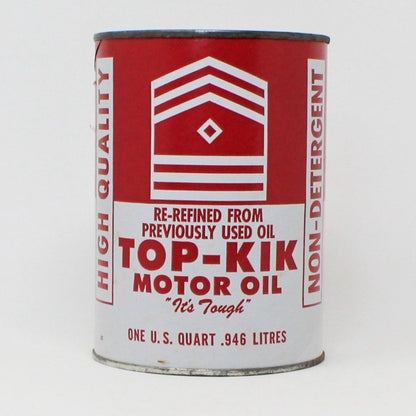 HIGH QUALITY
RE-REFINED FROM
PREVIOUSLY USED OIL
TOP-KIK
MOTOR OIL
"It's Tough"
ONE U.S. QUART .946 LITRES
NON-DETERGENT